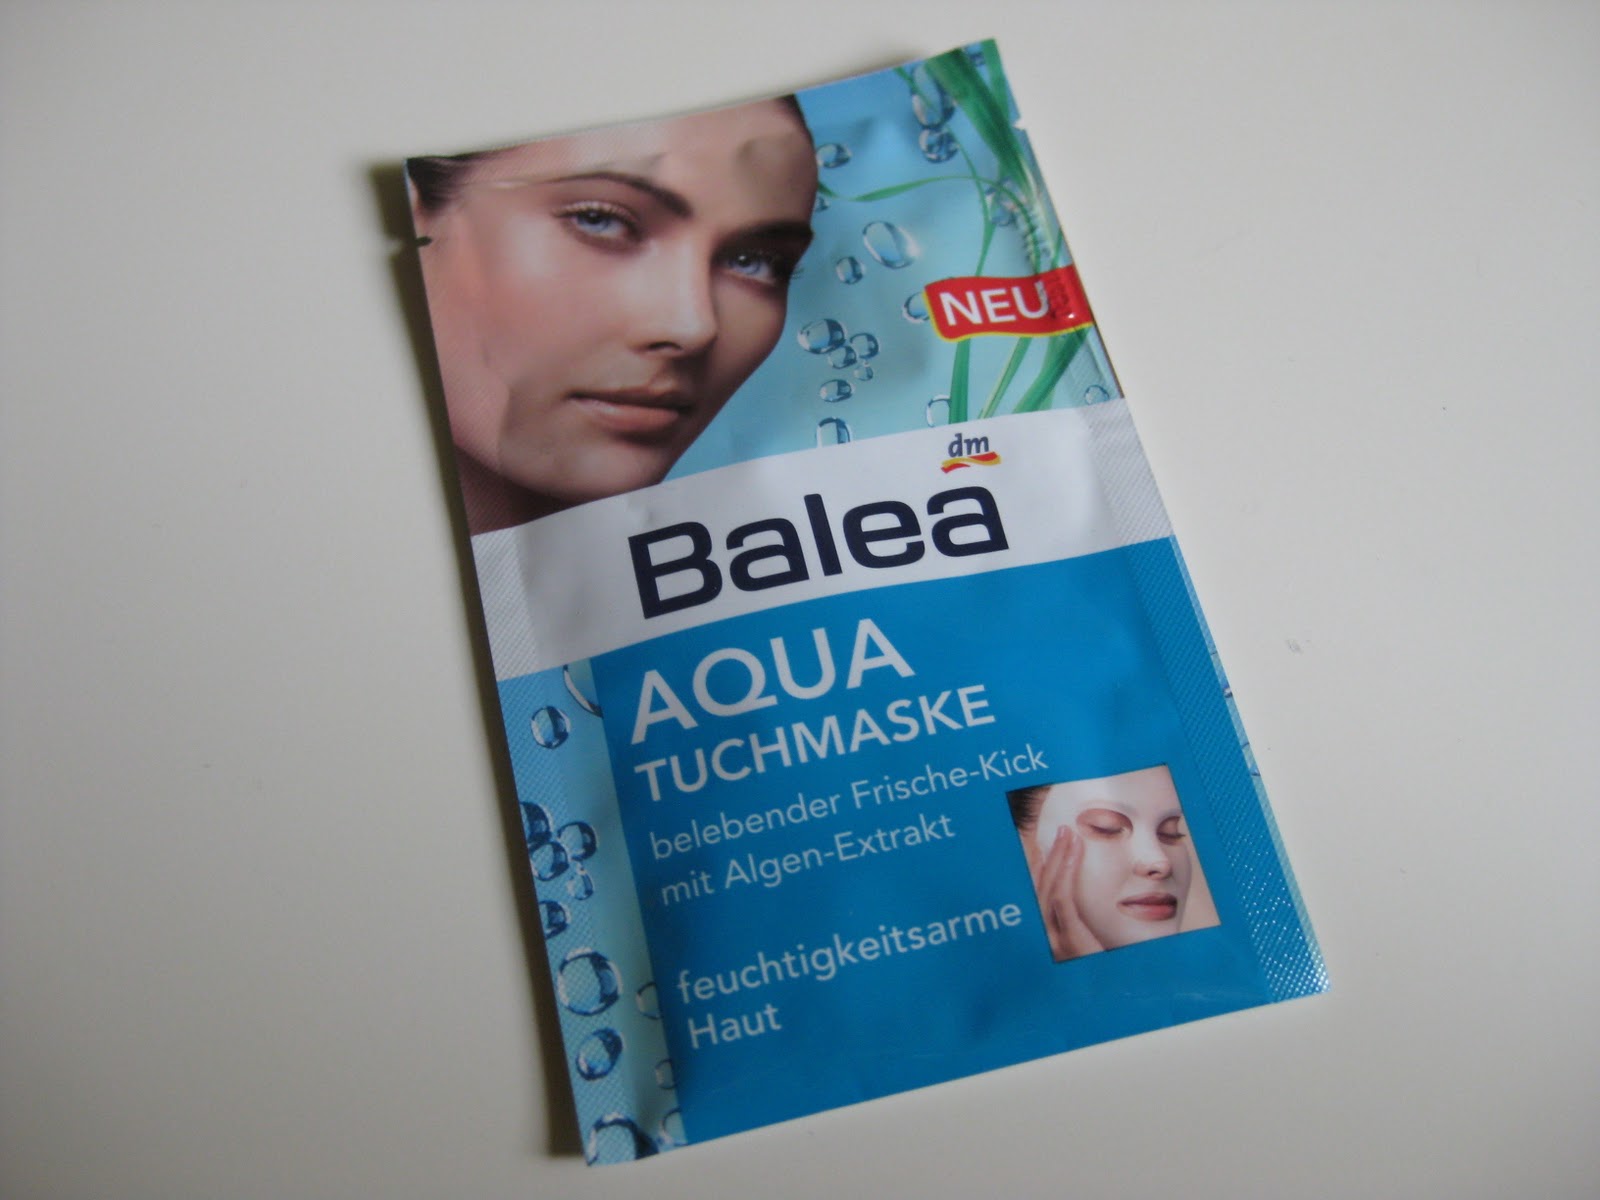 NEU
dm
Balea
AQUA
TUCHMASKE
belebender Frische-Kick
mit Algen-Extrakt
feuchtigkeitsarme
Haut